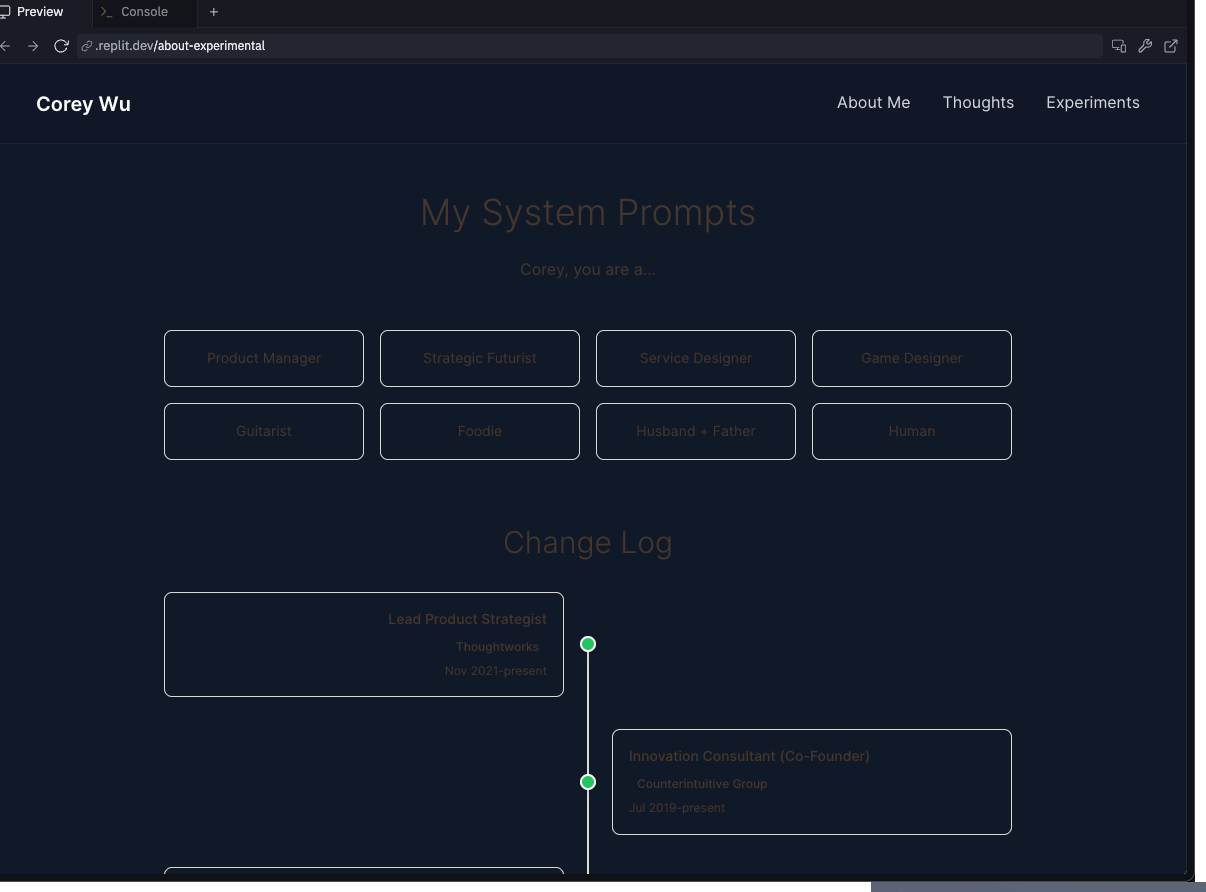 Preview
>_ Console
+
.replit.dev/about-experimental
Corey Wu
About Me Thoughts Experiments
My System Prompts
Corey, you are a...
Product Manager
Strategic Futurist
Service Designer
Game Designer
Guitarist
Foodie
Husband + Father
Human
Change Log
Lead Product Strategist
Thoughtworks
Nov 2021-present
Innovation Consultant (Co-Founder)
Counterintuitive Group
Jul 2019-present